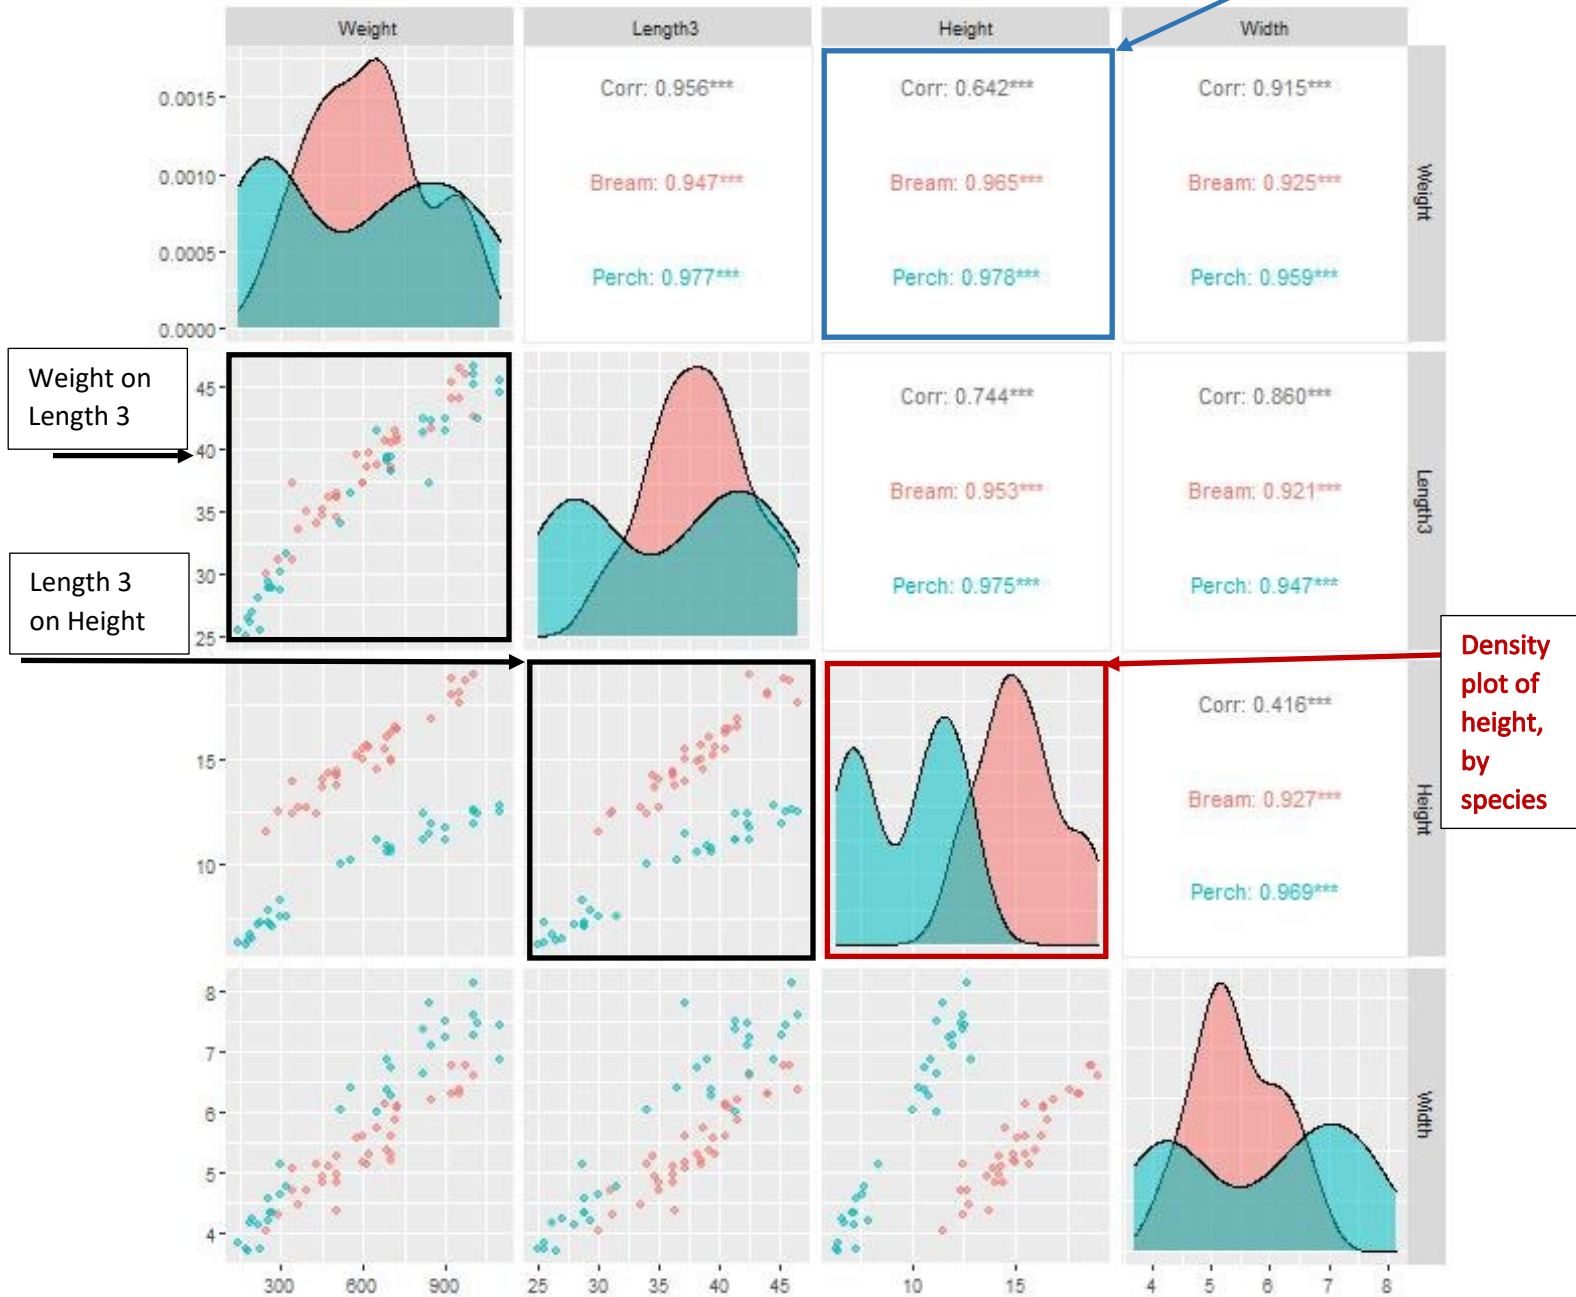 Weight
Length3
Height
Width
0.0015
0.0010
0.0005
0.0000
Corr: 0.956***
Bream: 0.947***
Perch: 0.977***
Corr: 0.642***
Bream: 0.965***
Perch: 0.978***
Corr: 0.915***
Bream: 0.925***
Perch: 0.959***
Weight
Weight on
Length 3
45
40
35
30
25
Corr: 0.744***
Bream: 0.953***
Perch: 0.975***
Corr: 0.860***
Bream: 0.921***
Perch: 0.947***
Length3
Length 3
on Height
15
10
Corr: 0.416***
Bream: 0.927***
Perch: 0.969***
Height
Density
plot of
height,
by
species
8
7
6
5
4
Width
300 600 900
25 30 35 40 45
10 15
4 5 6 7 8